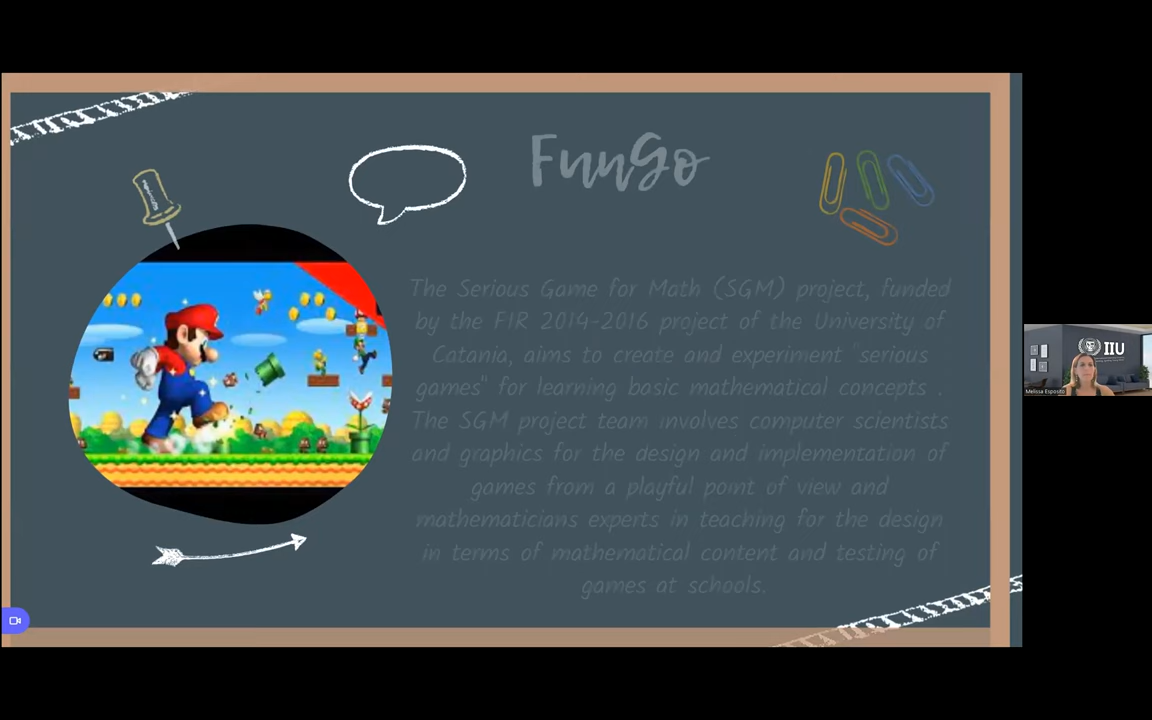 FunGo
The Serious Game for Math (SGM) project, funded
by the FIR 2014-2016 project of the University of
Catania, aims to create and experiment "serious
games" for learning basic mathematical concepts .
The SGM project team involves computer scientists
and graphics for the design and implementation of
games from a playful point of view and
mathematicians experts in teaching for the design
in terms of mathematical content and testing of
games at schools.
IIU
Melissa Esposito